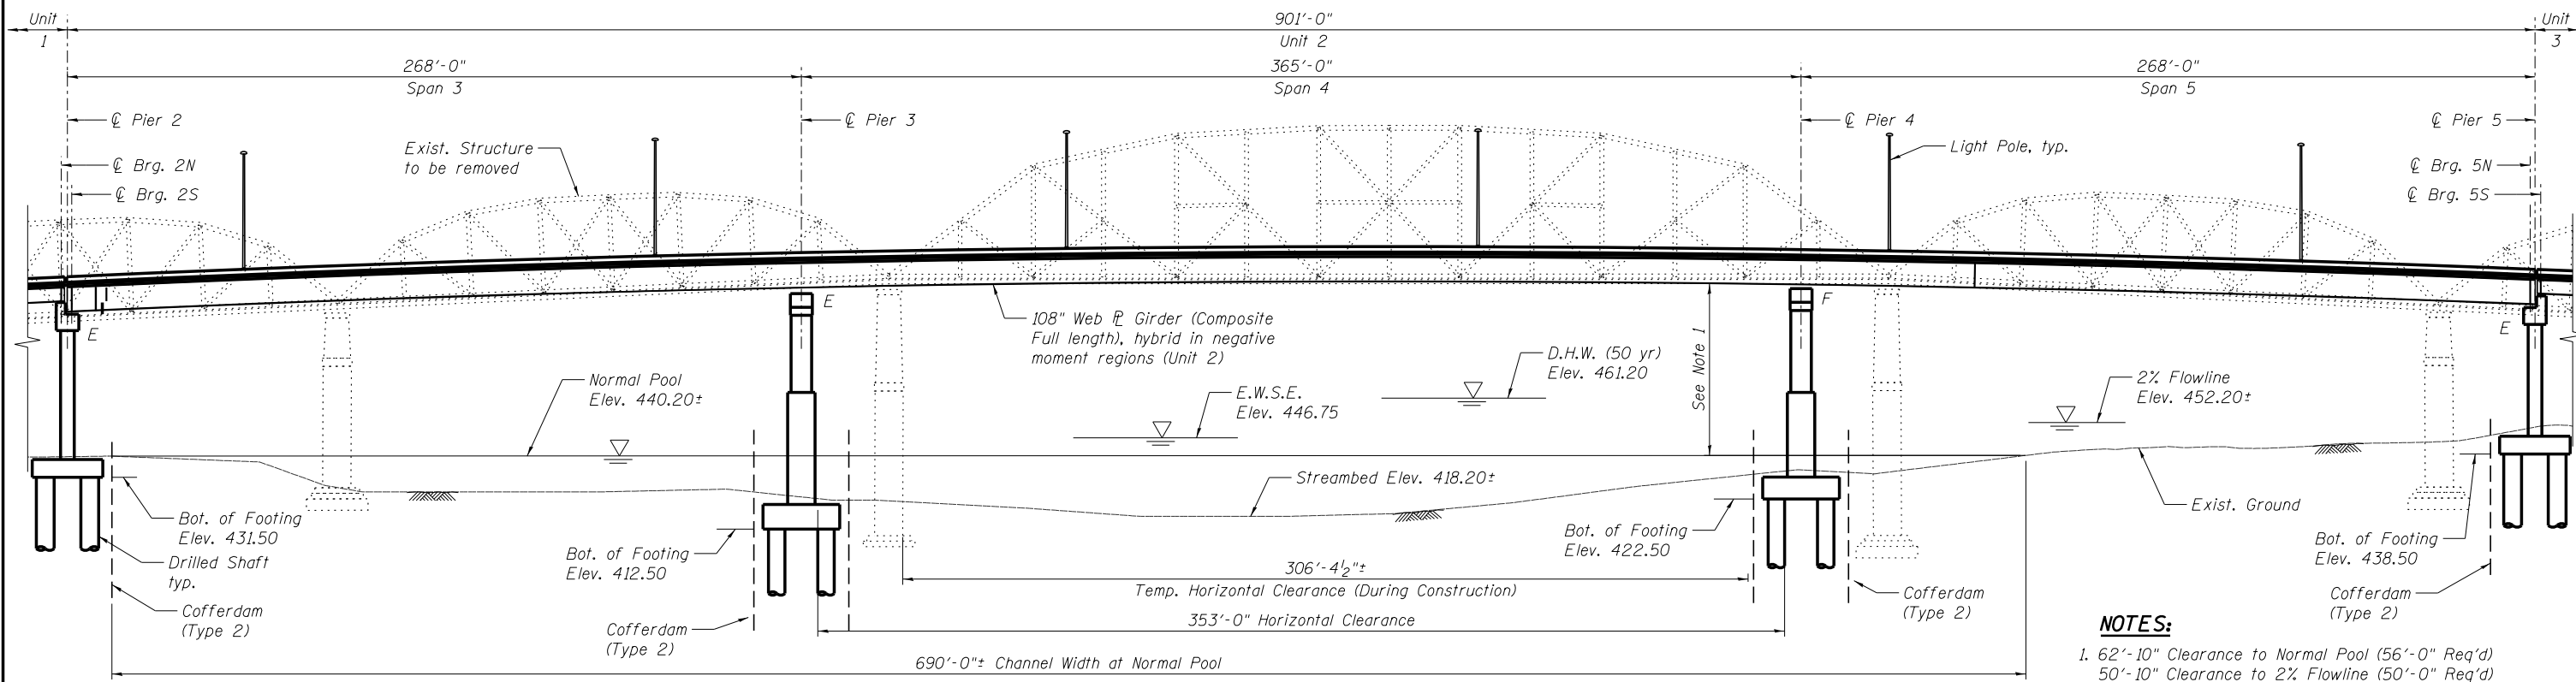 Unit
901'-0"
Unit
1
Unit 2
3
268'-0"
365'-0"
268'-0"
Span 3
Span 4
Span 5
℄ Pier 2
℄ Pier 3
℄ Pier 4
℄ Pier 5
Exist. Structure
to be removed
Light Pole, typ.
℄ Brg. 2N
℄ Brg. 5N
℄ Brg. 2S
℄ Brg. 5S
E
E
F
E
108" Web ⅊ Girder (Composite
Full length), hybrid in negative
moment regions (Unit 2)
See Note 1
D.H.W. (50 yr)
Elev. 461.20
Normal Pool
Elev. 440.20±
E.W.S.E.
Elev. 446.75
2% Flowline
Elev. 452.20±
Streambed Elev. 418.20±
Exist. Ground
Bot. of Footing
Elev. 431.50
Bot. of Footing
Elev. 412.50
Bot. of Footing
Elev. 422.50
Bot. of Footing
Elev. 438.50
Drilled Shaft
typ.
306'-4½"±
Temp. Horizontal Clearance (During Construction)
Cofferdam
(Type 2)
Cofferdam
(Type 2)
Cofferdam
(Type 2)
Cofferdam
(Type 2)
353'-0" Horizontal Clearance
690'-0"± Channel Width at Normal Pool
NOTES:
1. 62'-10" Clearance to Normal Pool (56'-0" Req'd)
50'-10" Clearance to 2% Flowline (50'-0" Req'd)